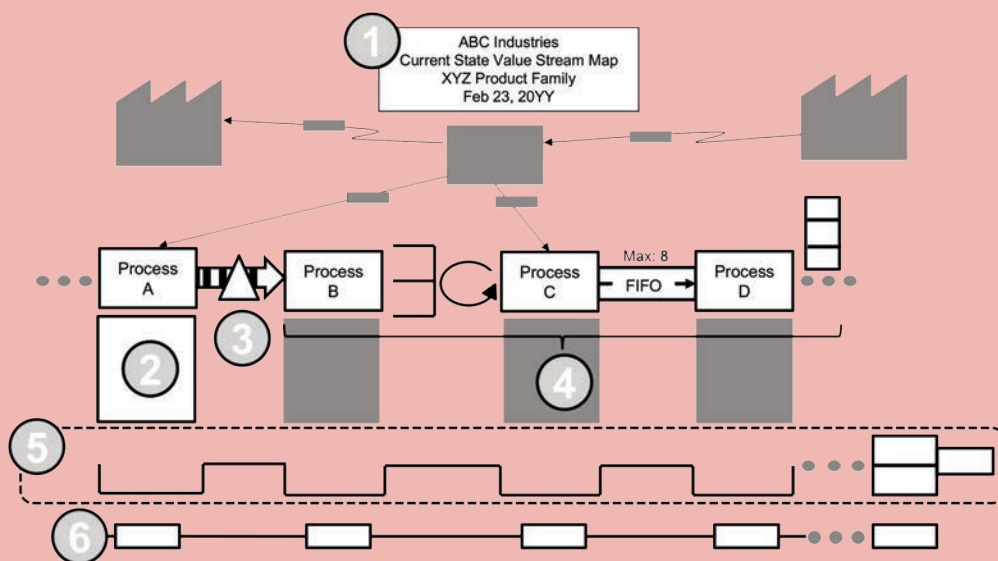 1
ABC Industries
Current State Value Stream Map
XYZ Product Family
Feb 23, 20YY
Process
A
Process
B
Process
C
Max: 8
FIFO
Process
D
2
3
4
5
6